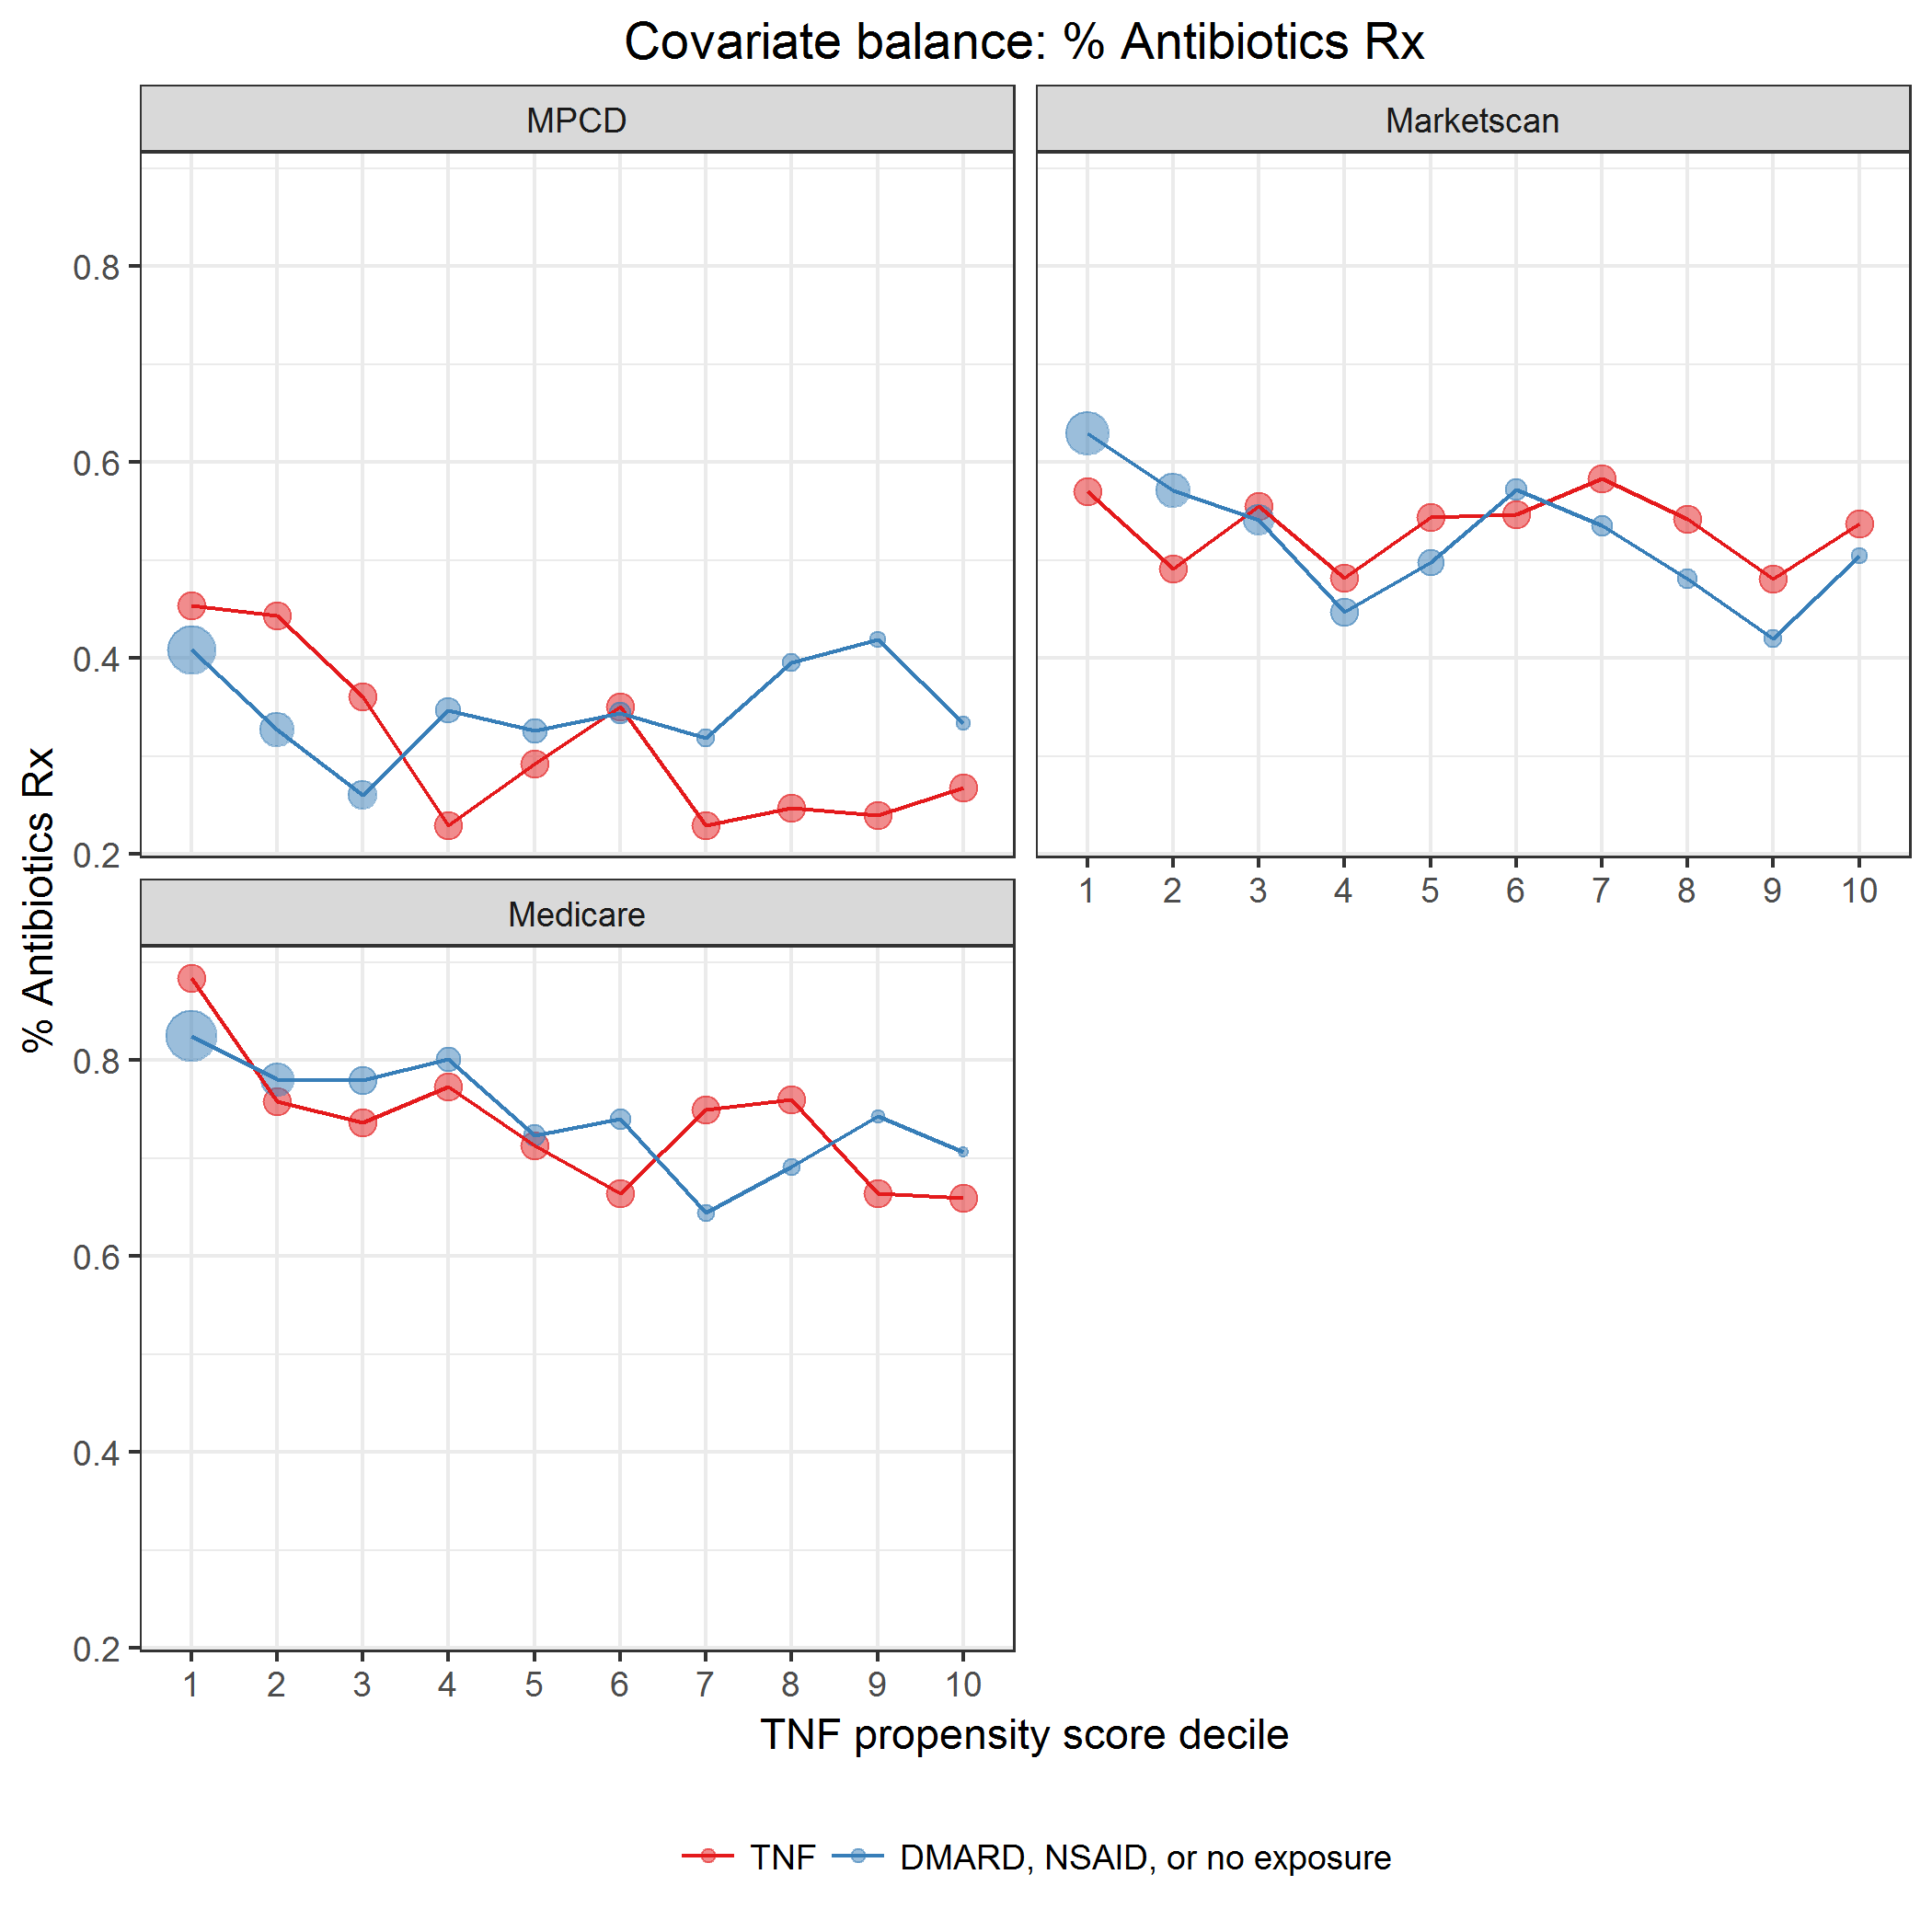 Covariate balance: % Antibiotics Rx
MPCD
Marketscan
0.8
0.6
0.4
0.2
1 2 3 4 5 6 7 8 9 10
Medicare
0.8
0.6
0.4
0.2
1 2 3 4 5 6 7 8 9 10
% Antibiotics Rx
TNF propensity score decile
TNF
DMARD, NSAID, or no exposure